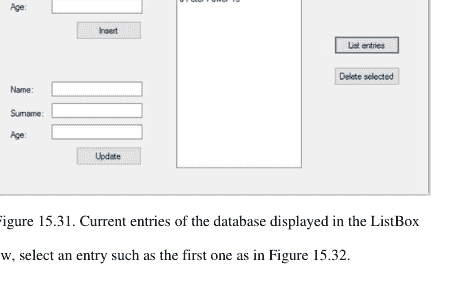 Age:
Insert
List entries
Delete selected
Name:
Surname:
Age:
Update
Figure 15.31. Current entries of the database displayed in the ListBox
w, select an entry such as the first one as in Figure 15.32.